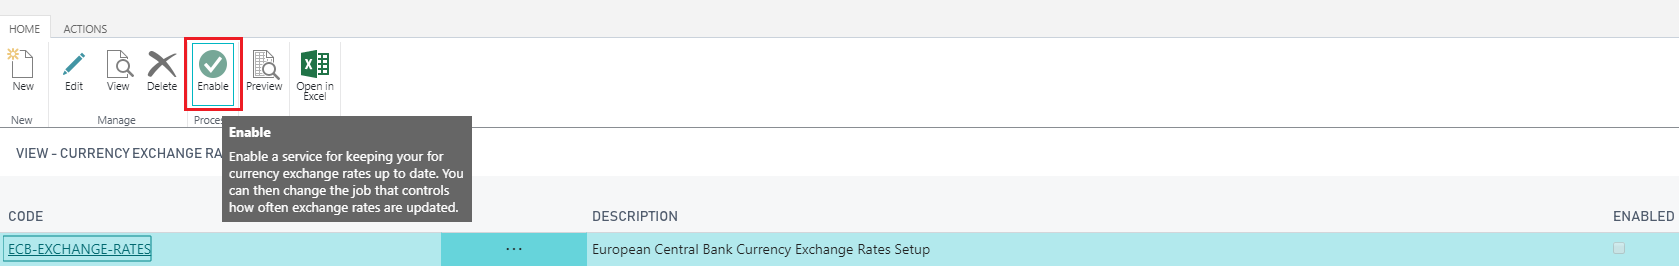 HOME ACTIONS
New Edit View Delete Enable Preview Open in
Excel
New Manage
Enable
Enable a service for keeping your for
currency exchange rates up to date. You
can then change the job that controls
how often exchange rates are updated.
VIEW - CURRENCY EXCHANGE
CODE DESCRIPTION ENABLED
ECB-EXCHANGE-RATES ... European Central Bank Currency Exchange Rates Setup